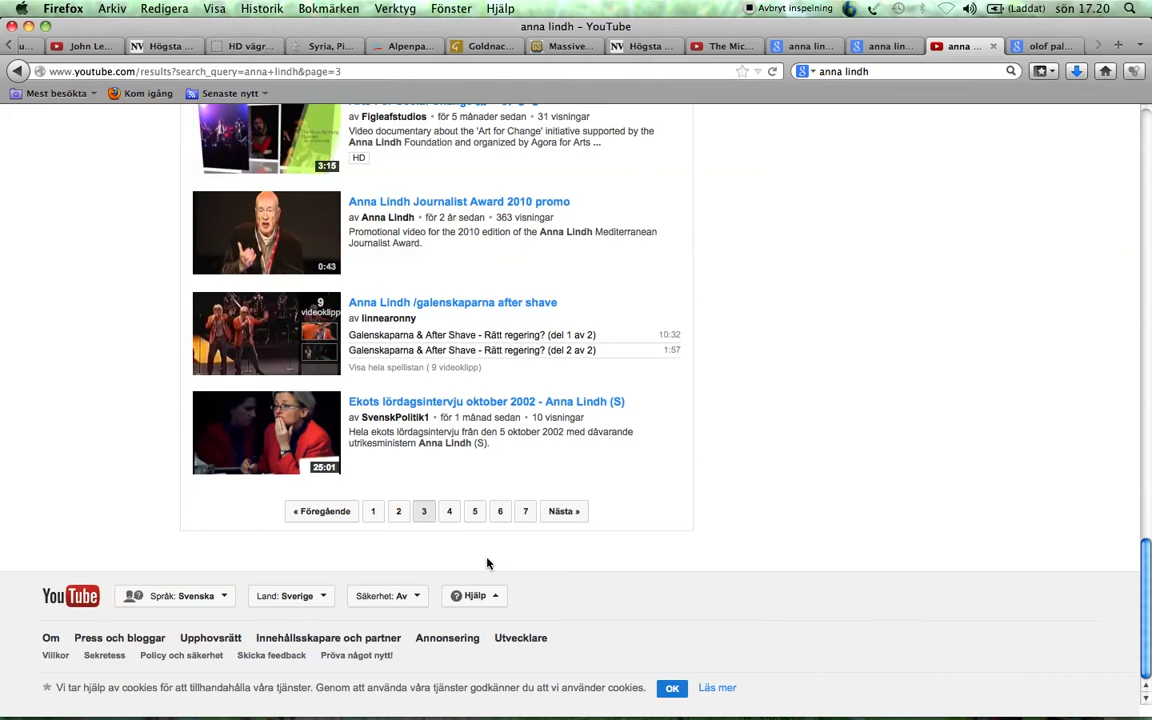 Firefox Arkiv Redigera Visa Historik Bokmärken Verktyg Fönster Hjälp Avbryt inspelning (Laddat) sön 17.20
anna lindh – YouTube
u... John Le... Högsta ... HD vägr... Syria, Pi... Alpenpa... Goldnac... Massive... Högsta ... The Mic... anna lin... anna lin... anna ... olof pal...
www.youtube.com/results?search_query=anna+lindh&page=3 anna lindh
Mest besökta Kom igång Senaste nytt
av Figleafstudios • för 5 månader sedan • 31 visningar
Video documentary about the 'Art for Change' initiative supported by the
Anna Lindh Foundation and organized by Agora for Arts ...
HD
3:15
Anna Lindh Journalist Award 2010 promo
av Anna Lindh • för 2 år sedan • 363 visningar
Promotional video for the 2010 edition of the Anna Lindh Mediterranean
Journalist Award.
0:43
Anna Lindh /galenskaparna after shave
9
videoklipp
av linnearonny
Galenskaparna & After Shave - Rätt regering? (del 1 av 2) 10:32
Galenskaparna & After Shave - Rätt regering? (del 2 av 2) 1:57
Visa hela spellistan ( 9 videoklipp)
Ekots lördagsintervju oktober 2002 - Anna Lindh (S)
av SvenskPolitik1 • för 1 månad sedan • 10 visningar
Hela ekots lördagsintervju från den 5 oktober 2002 med dåvarande
utrikesministern Anna Lindh (S).
25:01
« Föregående 1 2 3 4 5 6 7 Nästa »
YouTube Språk: Svenska Land: Sverige Säkerhet: Av Hjälp
Om Press och bloggar Upphovsrätt Innehållsskapare och partner Annonsering Utvecklare
Villkor Sekretess Policy och säkerhet Skicka feedback Pröva något nytt!
Vi tar hjälp av cookies för att tillhandahålla våra tjänster. Genom att använda våra tjänster godkänner du att vi använder cookies. OK Läs mer